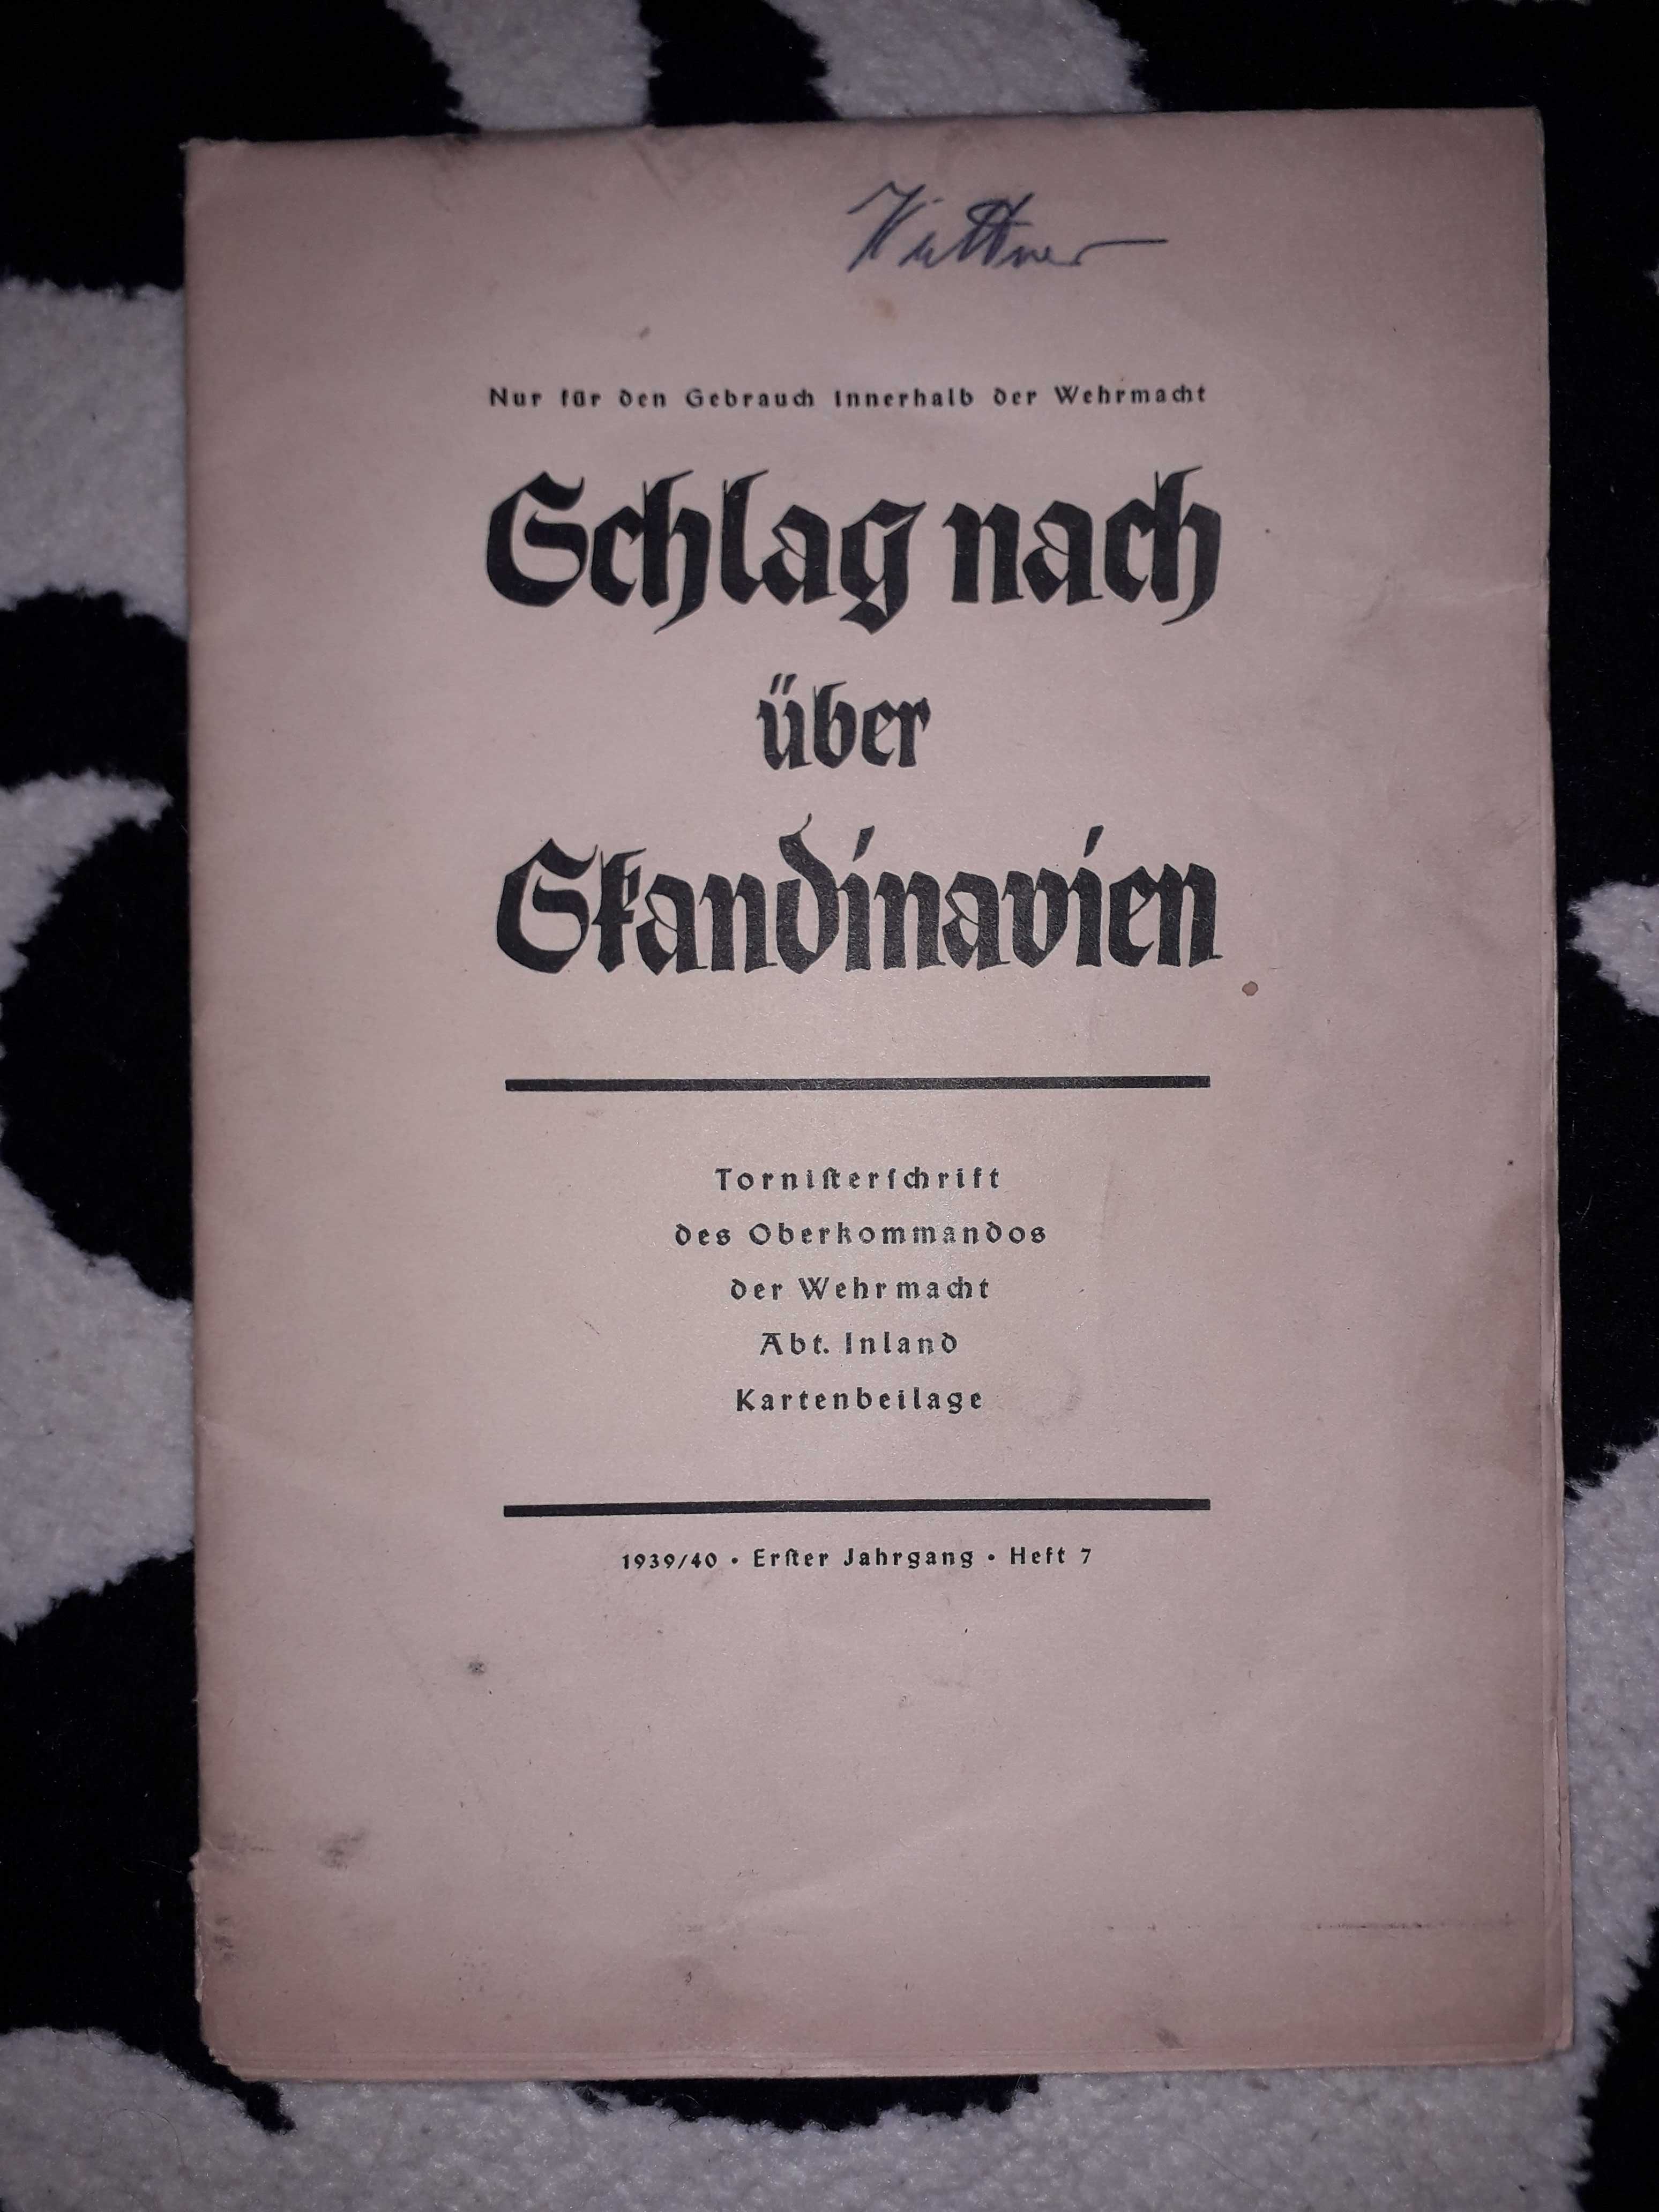 Nur für den Gebrauch innerhalb der Wehrmacht
Schlag nach
über
Skandinavien
Tornisterschrift
des Oberkommandos
der Wehrmacht
Abt. Inland
Kartenbeilage
1939/40 • Erster Jahrgang • Heft 7